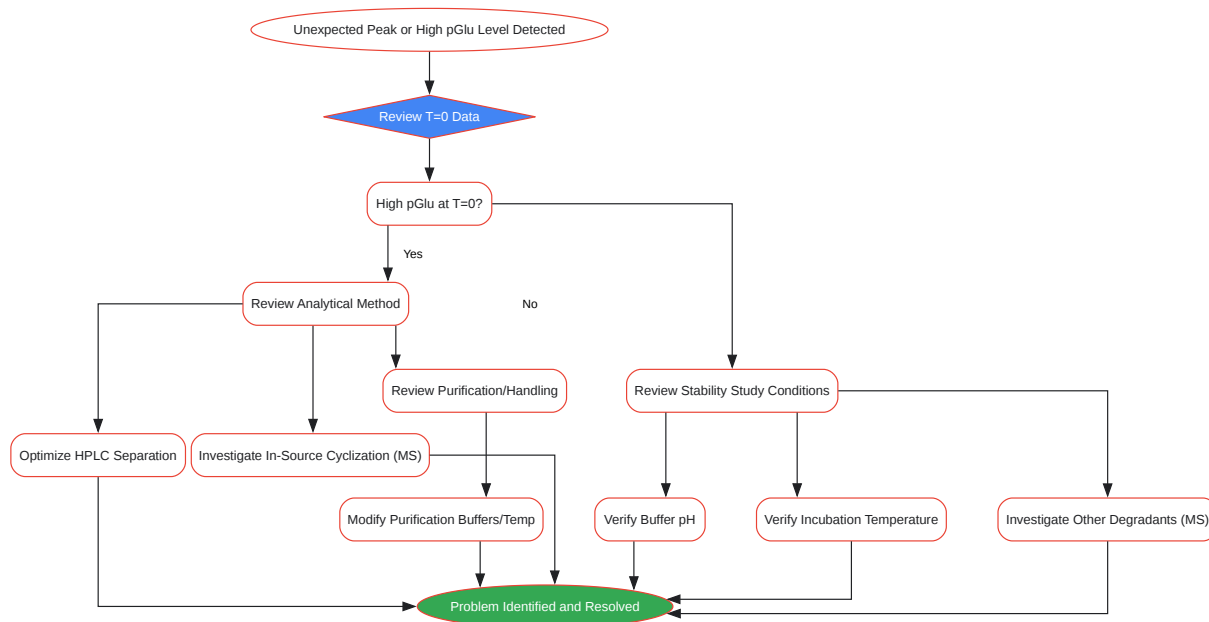 Unexpected Peak or High pGlu Level Detected
Review T=0 Data
High pGlu at T=0?
Yes
Review Analytical Method
No
Review Purification/Handling
Review Stability Study Conditions
Optimize HPLC Separation
Investigate In-Source Cyclization (MS)
Modify Purification Buffers/Temp
Verify Buffer pH
Verify Incubation Temperature
Investigate Other Degradants (MS)
Problem Identified and Resolved